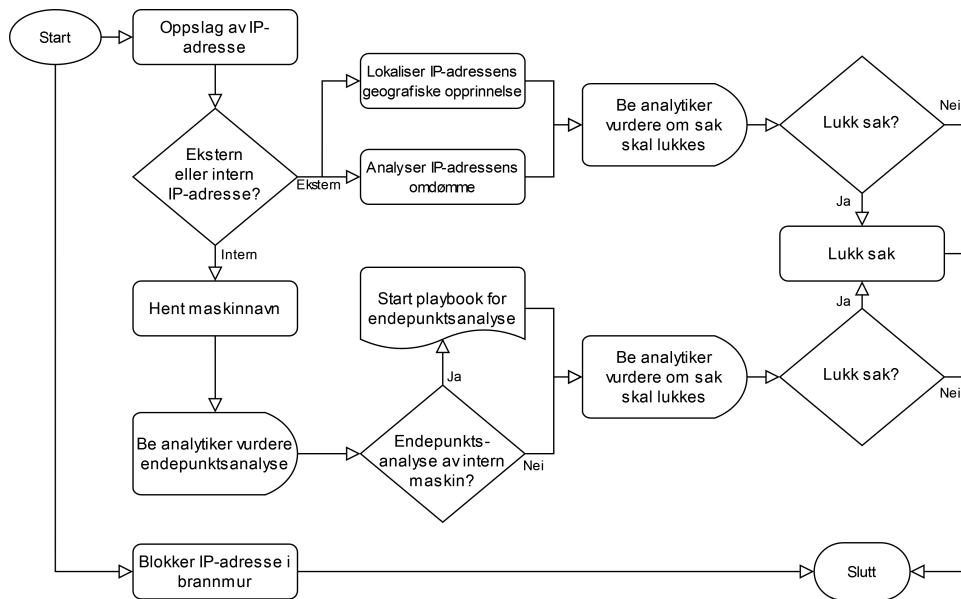 Start
Oppslag av IP-
adresse
Ekstern
eller intern
IP-adresse?
Ekstern
Intern
Lokaliser IP-adressens
geografiske opprinnelse
Analyser IP-adressens
omdømme
Be analytiker
vurdere om sak
skal lukkes
Lukk sak?
Nei
Ja
Lukk sak
Hent maskinnavn
Be analytiker vurdere
endepunktsanalyse
Start playbook for
endepunktsanalyse
Ja
Endepunkts-
analyse av intern
maskin?
Nei
Be analytiker
vurdere om sak
skal lukkes
Ja
Lukk sak?
Nei
Blokker IP-adresse i
brannmur
Slutt